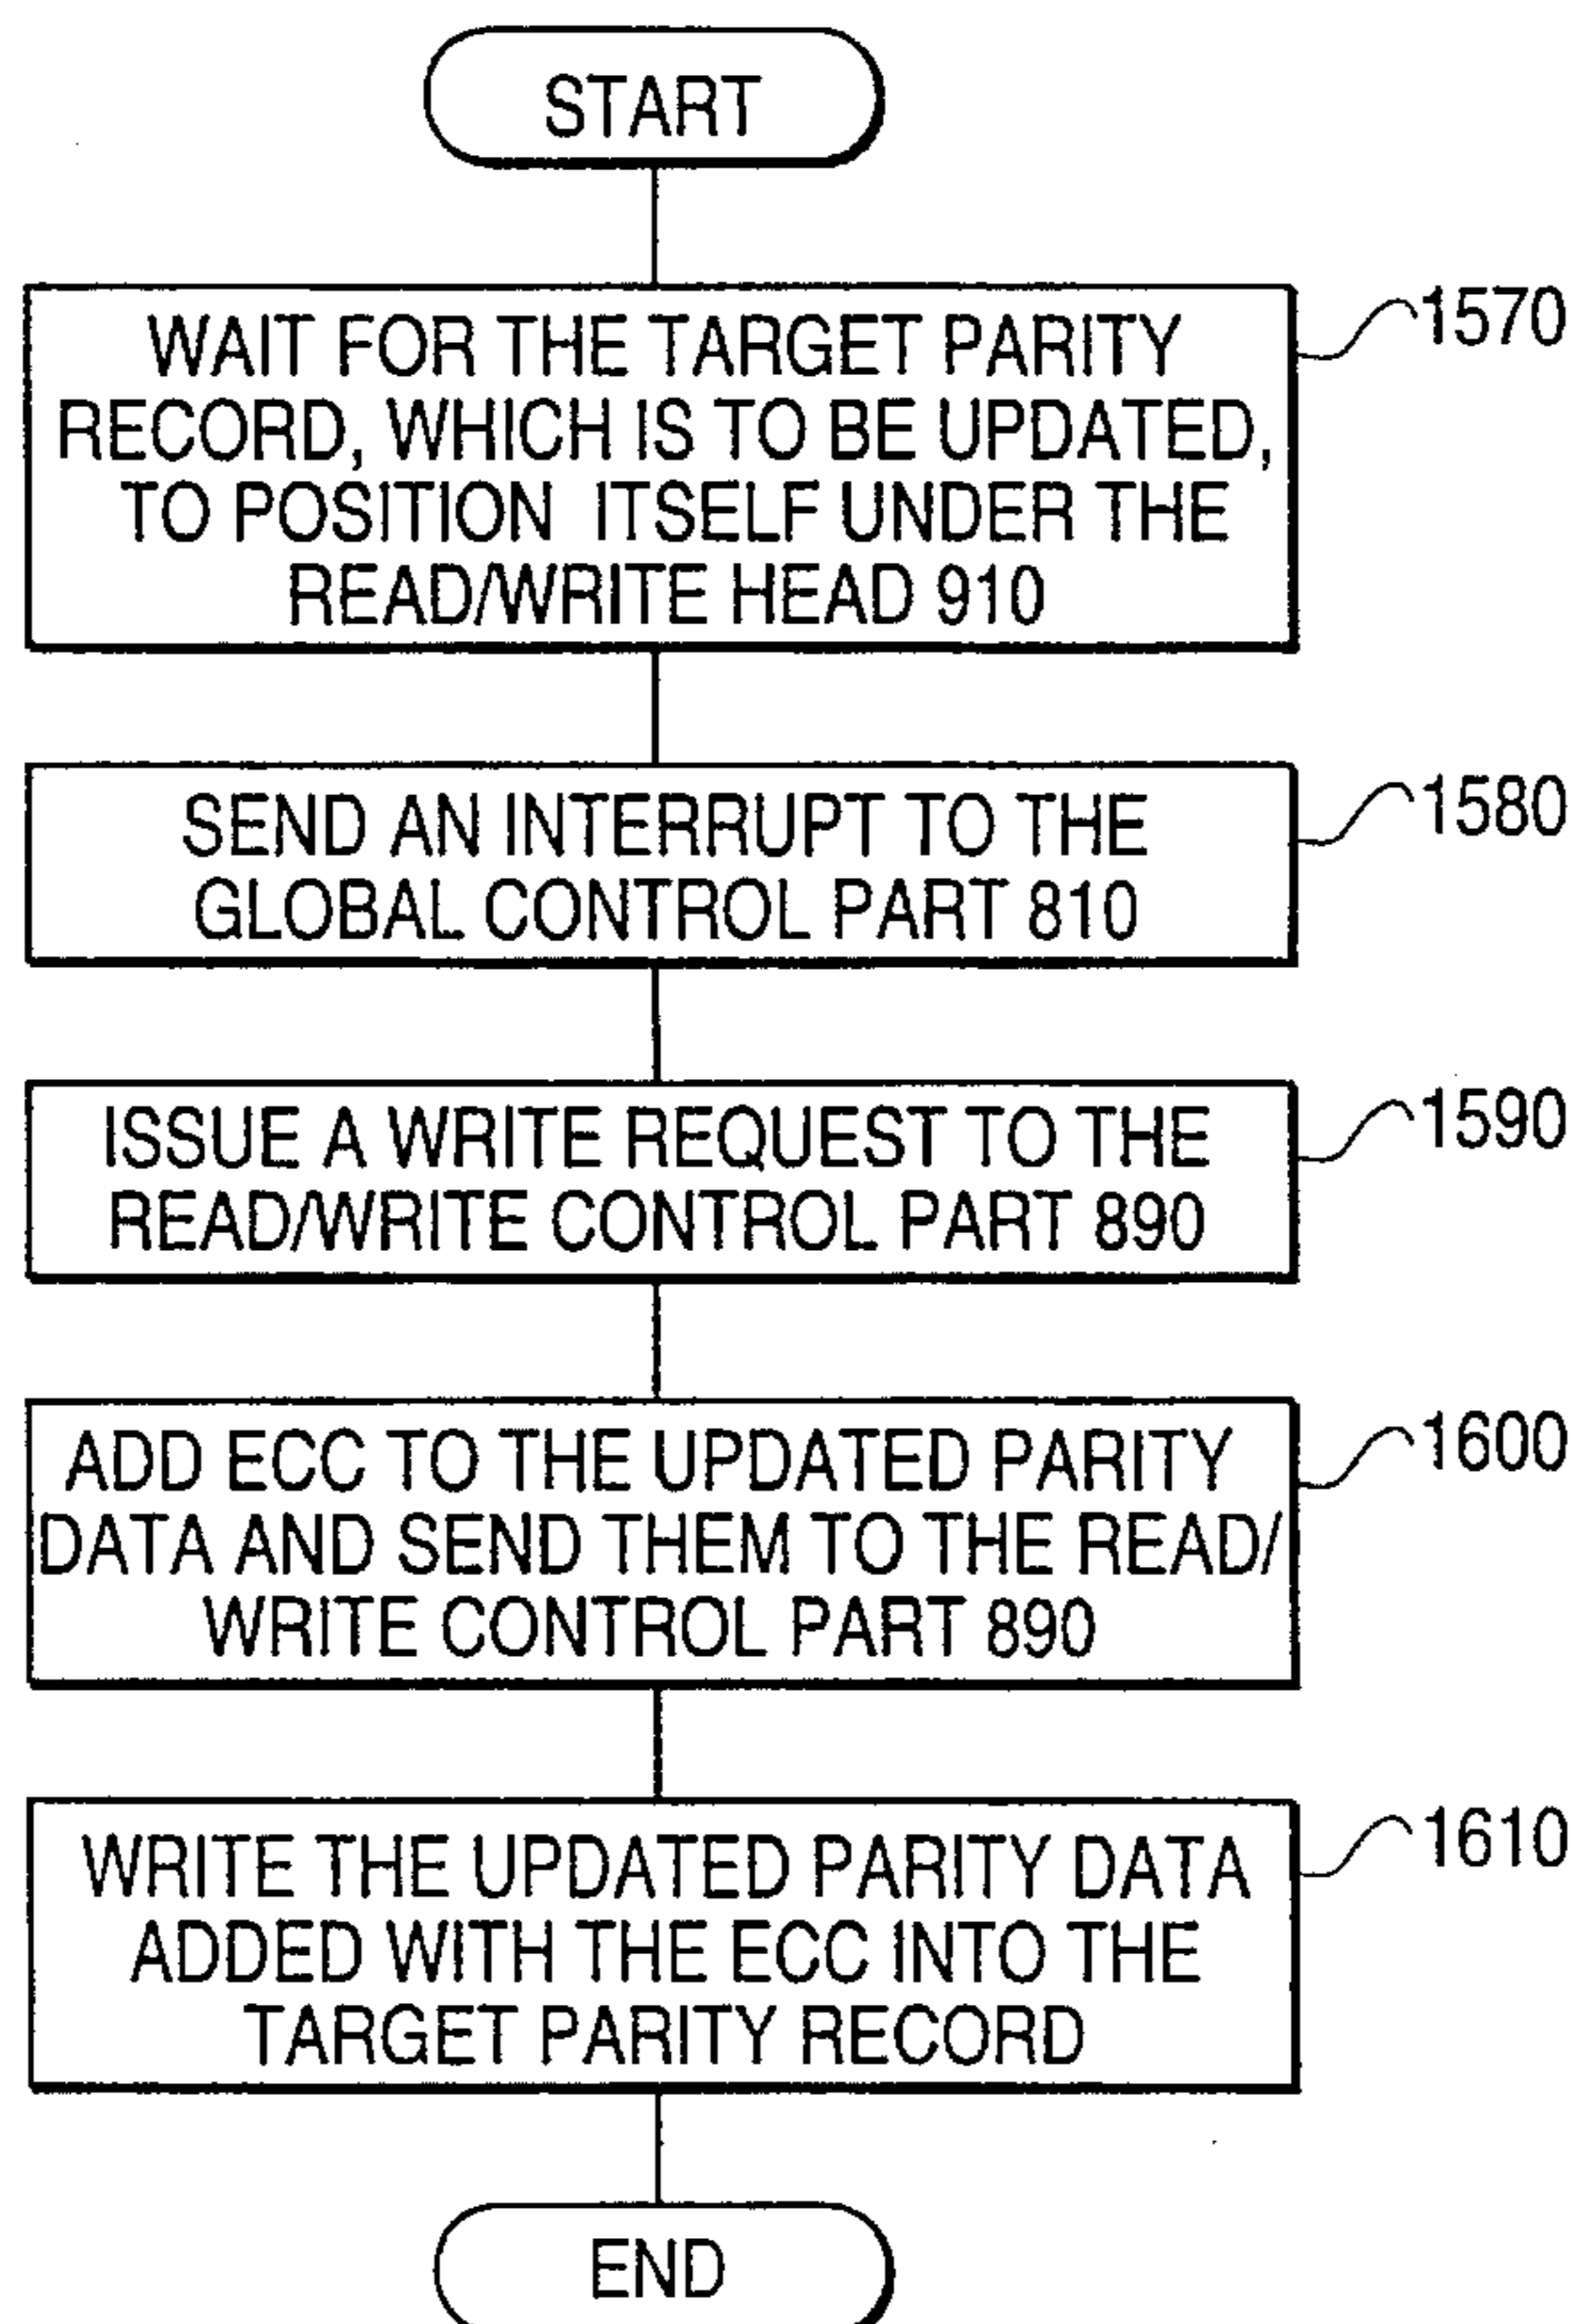 START
WAIT FOR THE TARGET PARITY
RECORD, WHICH IS TO BE UPDATED,
TO POSITION ITSELF UNDER THE
READ/WRITE HEAD 910
1570
SEND AN INTERRUPT TO THE
GLOBAL CONTROL PART 810
1580
ISSUE A WRITE REQUEST TO THE
READ/WRITE CONTROL PART 890
1590
ADD ECC TO THE UPDATED PARITY
DATA AND SEND THEM TO THE READ/
WRITE CONTROL PART 890
1600
WRITE THE UPDATED PARITY DATA
ADDED WITH THE ECC INTO THE
TARGET PARITY RECORD
1610
END